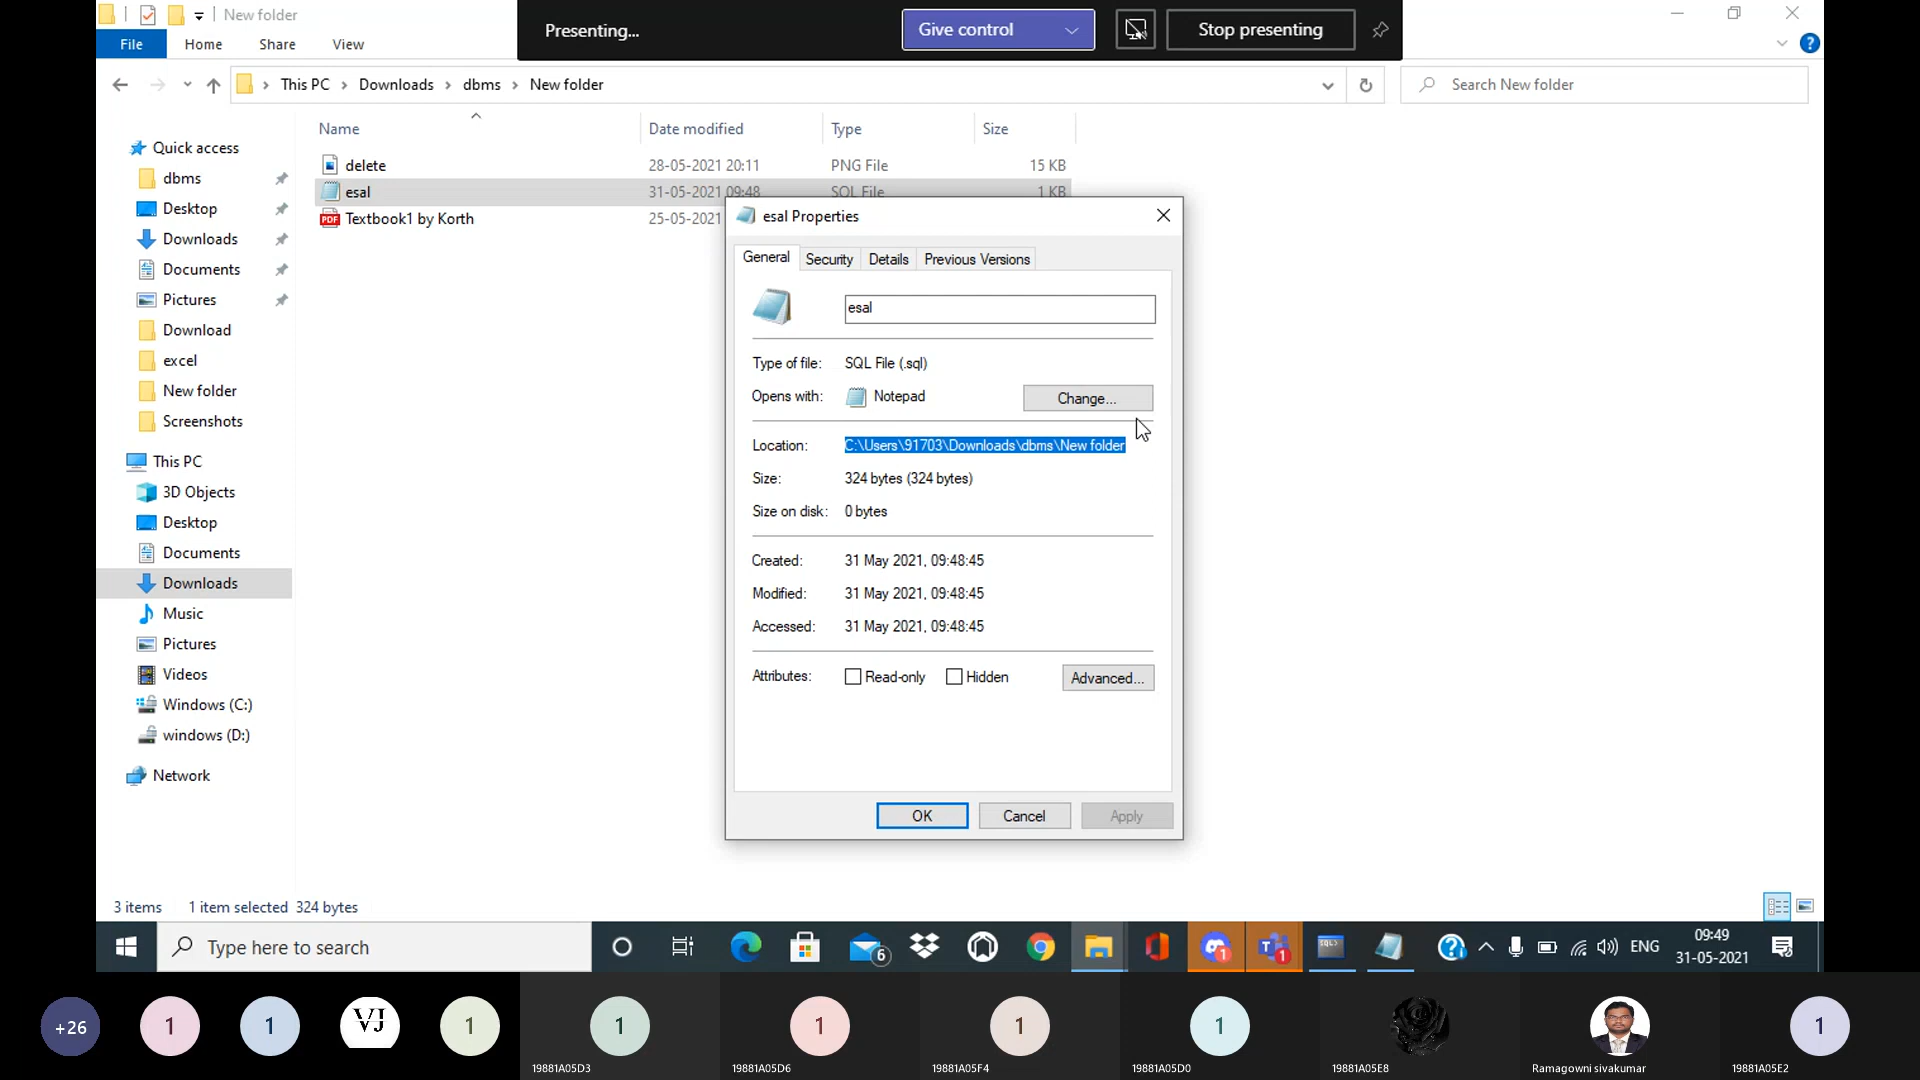 New folder
Presenting...
Give control
Stop presenting
File
Home
Share
View
This PC
Downloads
dbms
New folder
Search New folder
Name
Date modified
Type
Size
Quick access
dbms
Desktop
Downloads
Documents
Pictures
Download
excel
New folder
Screenshots
This PC
3D Objects
Desktop
Documents
Downloads
Music
Pictures
Videos
Windows (C:)
windows (D:)
Network
delete 28-05-2021 20:11 PNG File 15 KB
esal 31-05-2021 09:48 SQL File 1 KB
PDF Textbook1 by Korth 25-05-2021
esal Properties
General
Security
Details
Previous Versions
esal
Type of file: SQL File (.sql)
Opens with: Notepad
Change...
Location: C:\Users\91703\Downloads\dbms\New folder
Size: 324 bytes (324 bytes)
Size on disk: 0 bytes
Created: 31 May 2021, 09:48:45
Modified: 31 May 2021, 09:48:45
Accessed: 31 May 2021, 09:48:45
Attributes: Read-only Hidden
Advanced...
OK
Cancel
Apply
3 items 1 item selected 324 bytes
Type here to search
6
1
1
SQL>
ENG
09:49
31-05-2021
+26
1
1
VJ
1
1
19881A05D3
1
19881A05D6
1
19881A05F4
1
19881A05D0
19881A05E8
Ramagowni sivakumar
1
19881A05E2